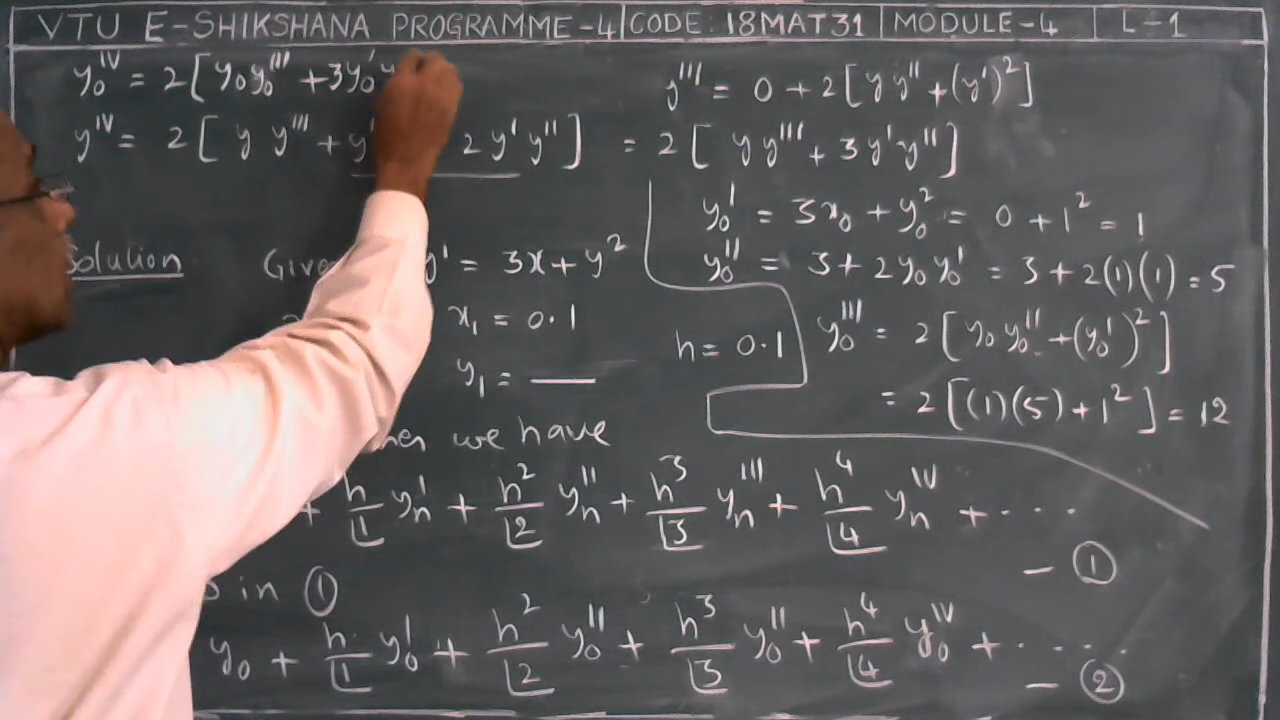 VTU E-SHIKSHANA PROGRAMME-4 | CODE: 18MAT31 | MODULE-4 | L-1
y₀ᴵⱽ = 2[y₀y₀''' + 3y₀'y
y''' = 0 + 2[y y'' + (y')²]
yᴵⱽ = 2[y y''' + y' 2y'y''] = 2[y y''' + 3y'y'']
y₀' = 3x₀ + y₀² = 0 + 1² = 1
Solution y' = 3x + y²
y₀'' = 3 + 2y₀y₀' = 3 + 2(1)(1) = 5
x₁ = 0.1
h = 0.1
y₀''' = 2[y₀y₀'' + (y₀')²]
y₁ = —
= 2[(1)(5) + 1²] = 12
we have
+ h/⌊1 yₙ' + h²/⌊2 yₙ'' + h³/⌊3 yₙ''' + h⁴/⌊4 yₙᴵⱽ + ....
— ①
in ①
y₀ + h/⌊1 y₀' + h²/⌊2 y₀'' + h³/⌊3 y₀'' + h⁴/⌊4 y₀ᴵⱽ + ....
— ②